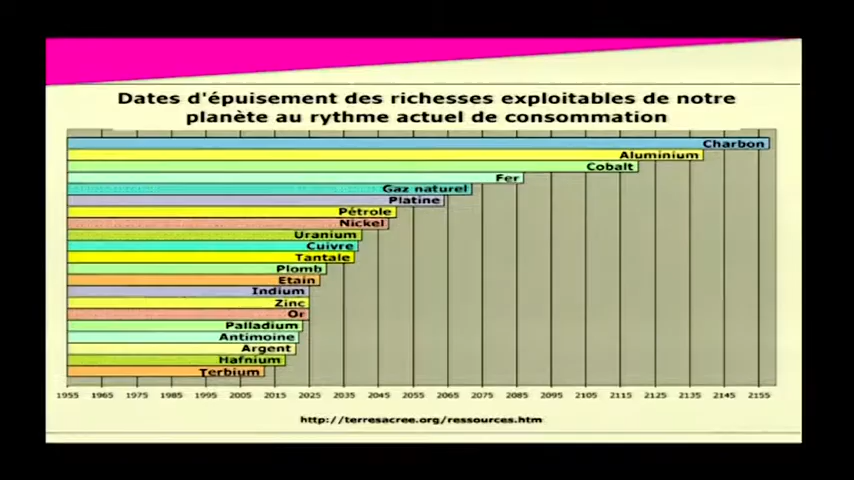 Dates d'épuisement des richesses exploitables de notre
planète au rythme actuel de consommation
Charbon
Aluminium
Cobalt
Fer
Gaz naturel
Platine
Pétrole
Nickel
Uranium
Cuivre
Tantale
Plomb
Etain
Indium
Zinc
Or
Palladium
Antimoine
Argent
Hafnium
Terbium
1955 1965 1975 1985 1995 2005 2015 2025 2035 2045 2055 2065 2075 2085 2095 2105 2115 2125 2135 2145 2155
http://terresacree.org/ressources.htm